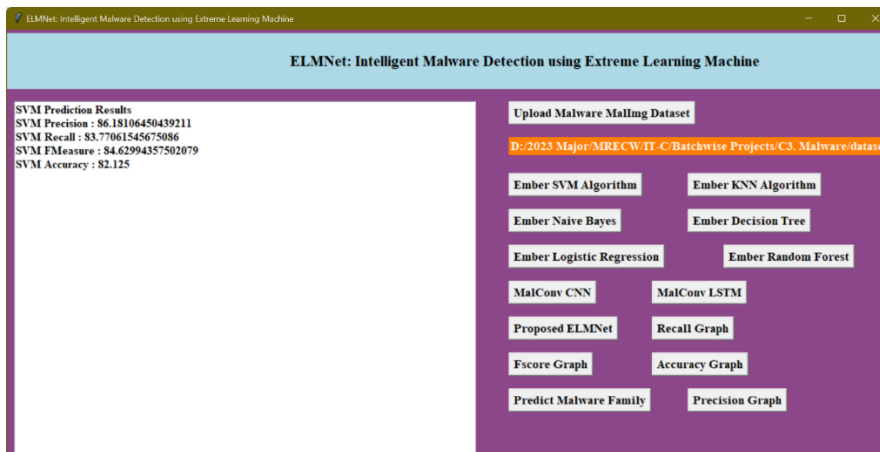 ELMNet: Intelligent Malware Detection using Extreme Learning Machine
ELMNet: Intelligent Malware Detection using Extreme Learning Machine
SVM Prediction Results
SVM Precision : 86.18106450439211
SVM Recall : 83.77061545675086
SVM FMeasure : 84.62994357502079
SVM Accuracy : 82.125
Upload Malware MalImg Dataset
D:/2023 Major/MRECW/IT-C/Batchwise Projects/C3. Malware/datase
Ember SVM Algorithm Ember KNN Algorithm
Ember Naive Bayes Ember Decision Tree
Ember Logistic Regression Ember Random Forest
MalConv CNN MalConv LSTM
Proposed ELMNet Recall Graph
Fscore Graph Accuracy Graph
Predict Malware Family Precision Graph